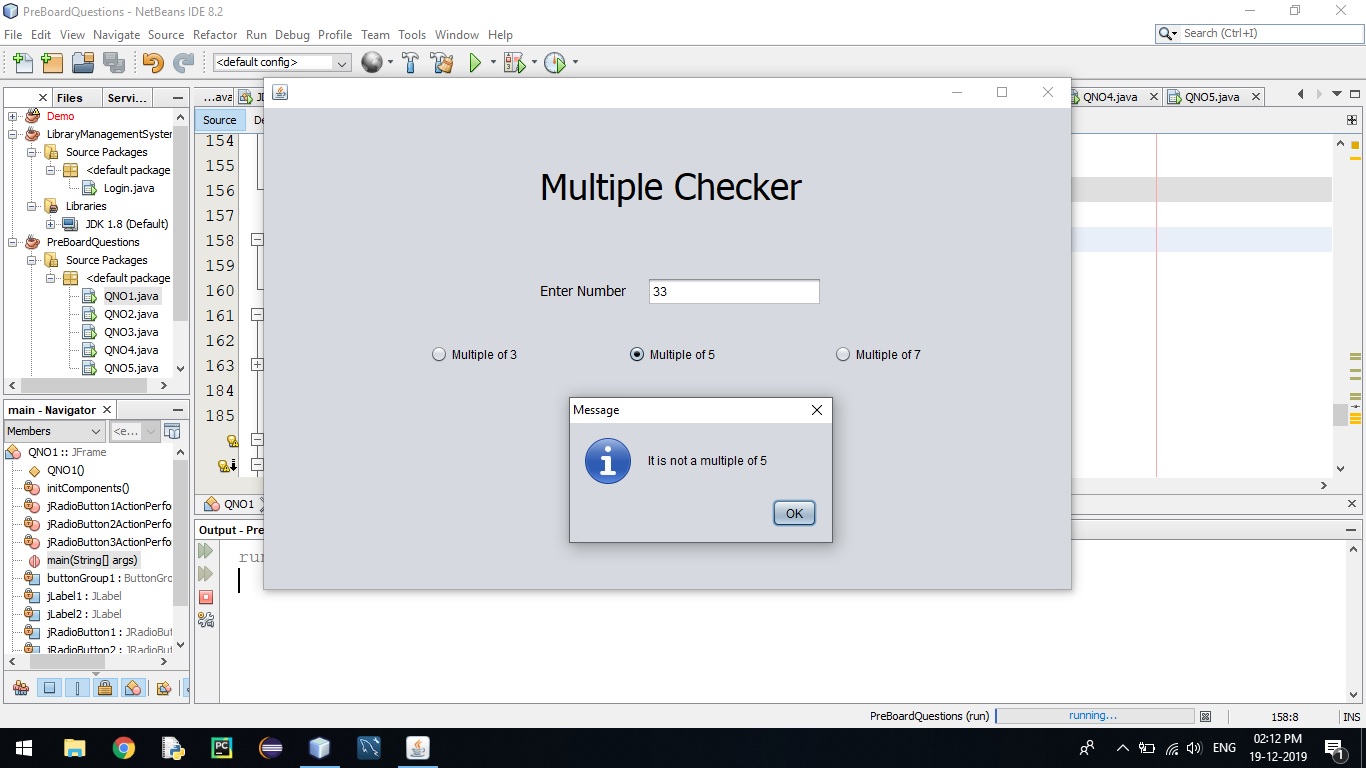 PreBoardQuestions - NetBeans IDE 8.2
File Edit View Navigate Source Refactor Run Debug Profile Team Tools Window Help
Search (Ctrl+I)
<default config>
Files Servi...
...ava
QNO4.java
QNO5.java
Source
Demo
LibraryManagementSyster
Source Packages
<default package
Login.java
Libraries
JDK 1.8 (Default)
PreBoardQuestions
Source Packages
<default package
QNO1.java
QNO2.java
QNO3.java
QNO4.java
QNO5.java
154
155
156
157
158
159
160
161
162
163
184
185
Multiple Checker
Enter Number 33
Multiple of 3 Multiple of 5 Multiple of 7
Message
It is not a multiple of 5
OK
main - Navigator
Members <e...
QNO1 :: JFrame
QNO1()
initComponents()
jRadioButton1ActionPerfo
jRadioButton2ActionPerfo
jRadioButton3ActionPerfo
main(String[] args)
buttonGroup1 : ButtonGro
jLabel1 : JLabel
jLabel2 : JLabel
jRadioButton1 : JRadioBut
jRadioButton2 : JRadioBut
QNO1
Output - Pre
run
PreBoardQuestions (run) running... 158:8 INS
ENG 02:12 PM
19-12-2019
1